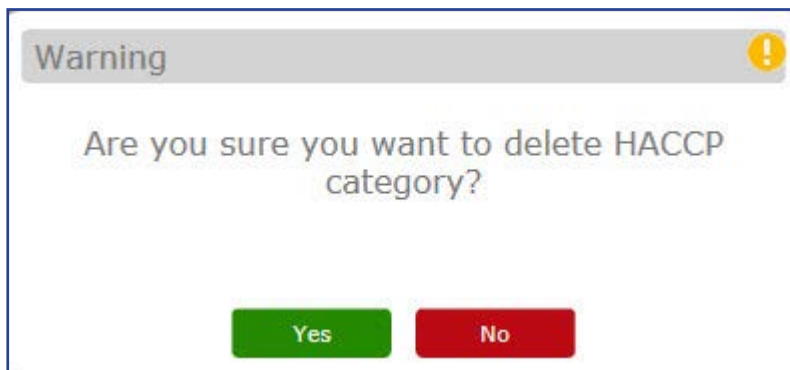 Warning
Are you sure you want to delete HACCP
category?
Yes
No